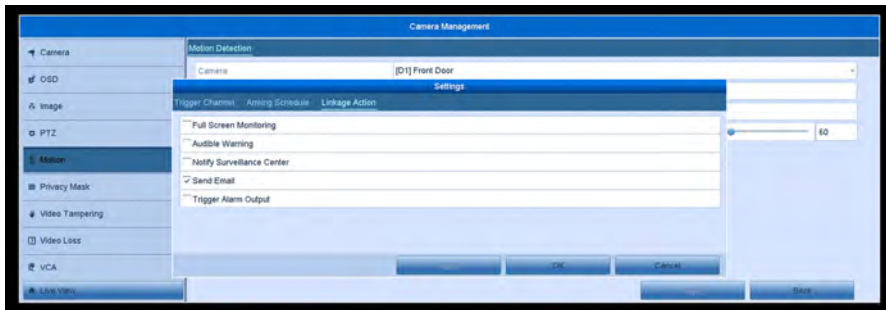 Camera Management
Camera
OSD
Image
PTZ
Motion
Privacy Mask
Video Tampering
Video Loss
VCA
Live View
Motion Detection
Camera [D1] Front Door
60
Settings
Trigger Channel Arming Schedule Linkage Action
Full Screen Monitoring
Audible Warning
Notify Surveillance Center
Send Email
Trigger Alarm Output
OK Cancel
Back